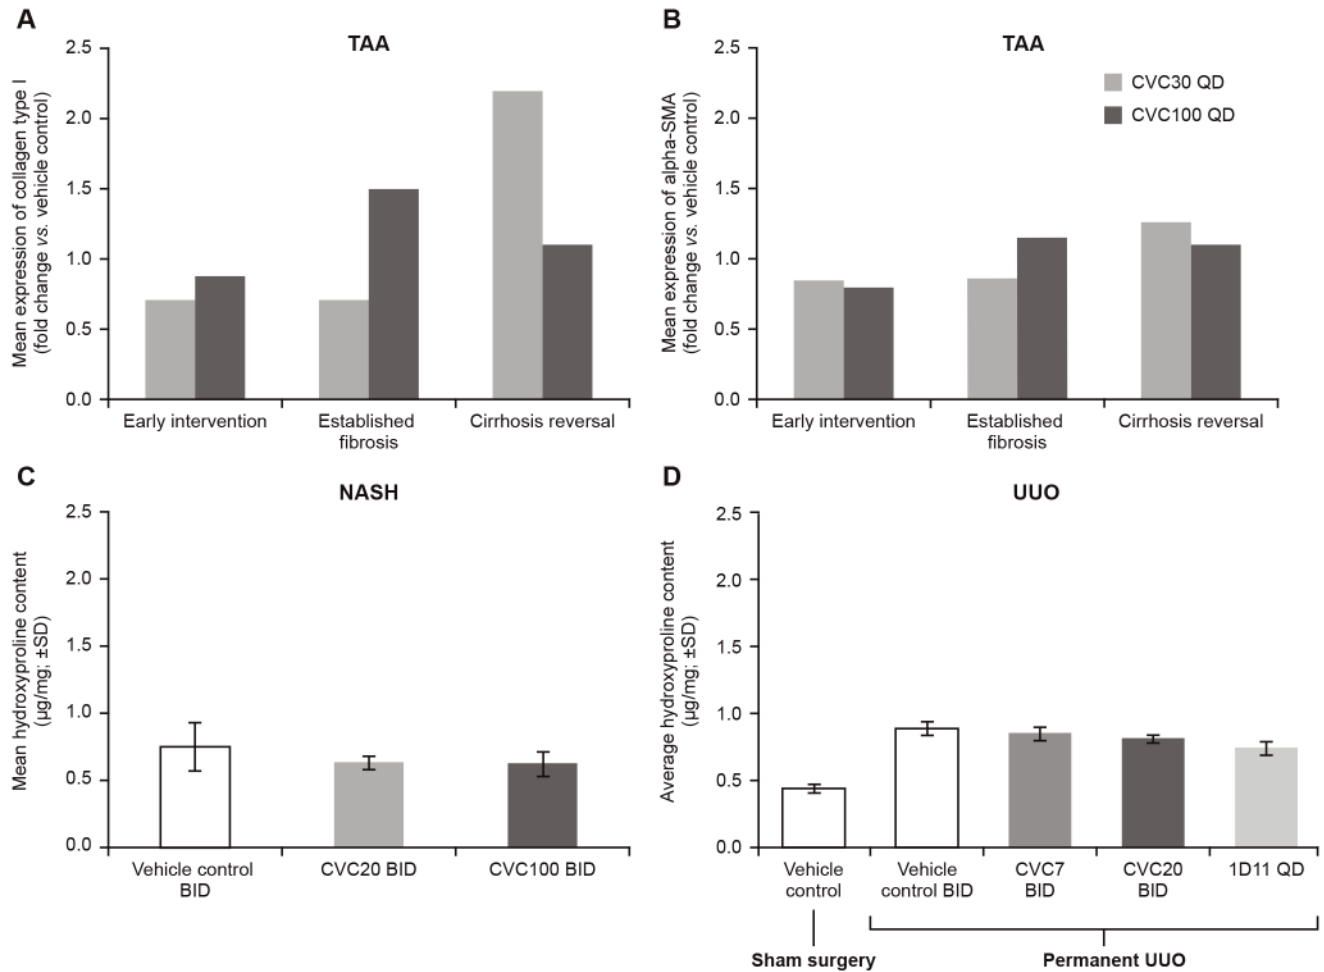 A
TAA
Mean expression of collagen type I
(fold change vs. vehicle control)
2.5
2.0
1.5
1.0
0.5
0.0
Early intervention
Established
fibrosis
Cirrhosis reversal
B
TAA
Mean expression of alpha-SMA
(fold change vs. vehicle control)
2.5
2.0
1.5
1.0
0.5
0.0
CVC30 QD
CVC100 QD
Early intervention
Established
fibrosis
Cirrhosis reversal
C
NASH
Mean hydroxyproline content
(µg/mg; ±SD)
2.5
2.0
1.5
1.0
0.5
0.0
Vehicle control
BID
CVC20 BID
CVC100 BID
D
UUO
Average hydroxyproline content
(µg/mg; ±SD)
2.5
2.0
1.5
1.0
0.5
0.0
Vehicle
control
Vehicle
control BID
CVC7
BID
CVC20
BID
1D11 QD
Sham surgery
Permanent UUO